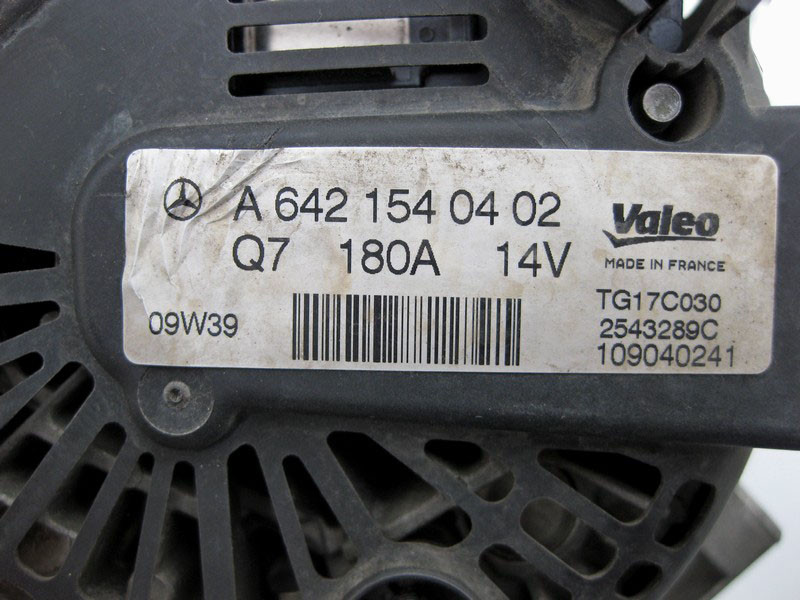 A 642 154 04 02
Q7 180A 14V
09W39
Valeo
MADE IN FRANCE
TG17C030
2543289C
109040241